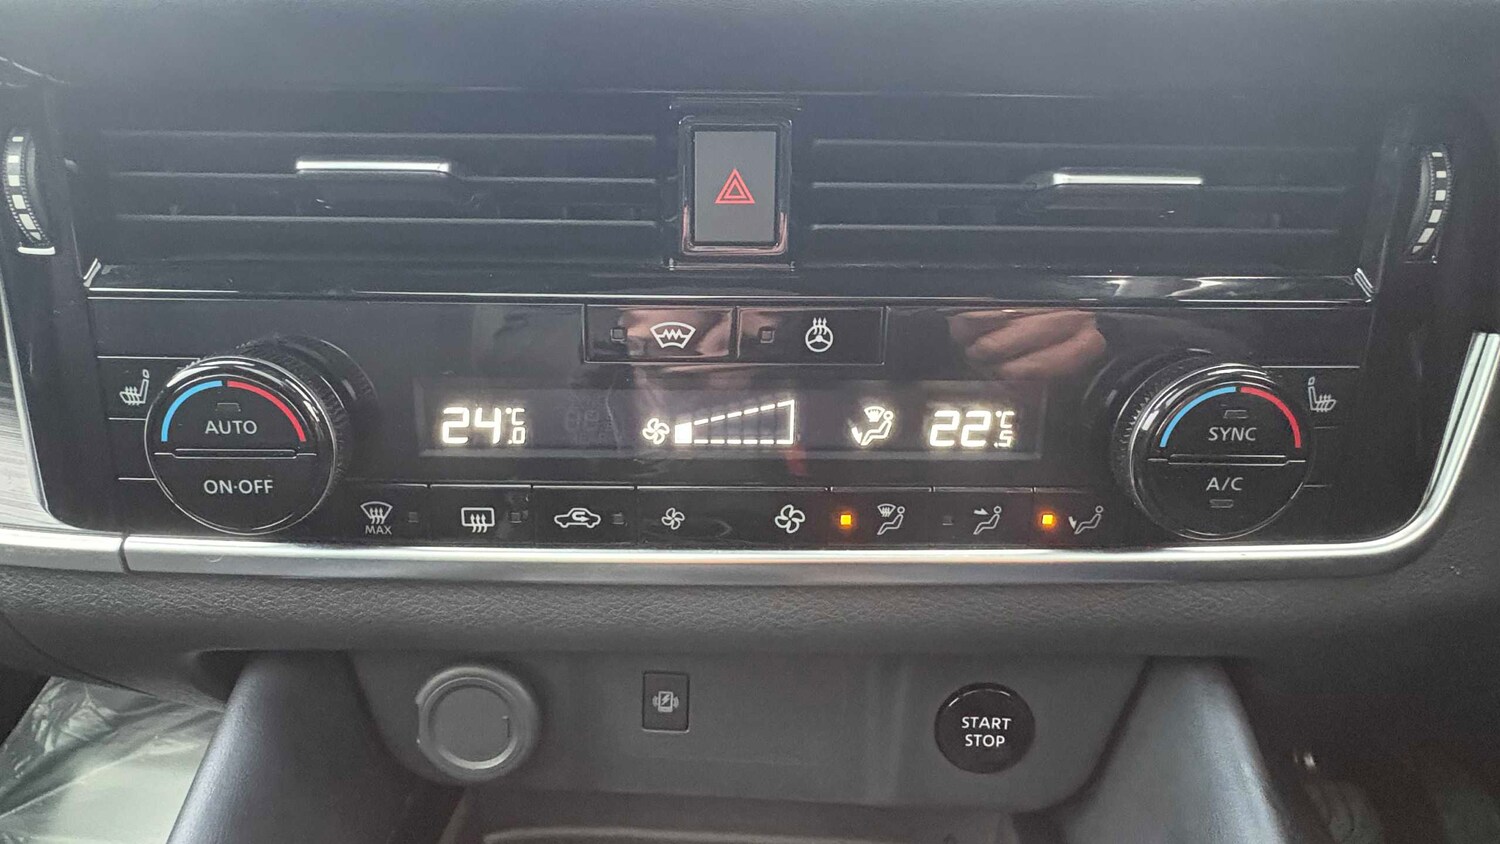 24.0°C
22.5°C
AUTO
ON·OFF
SYNC
A/C
MAX
START
STOP